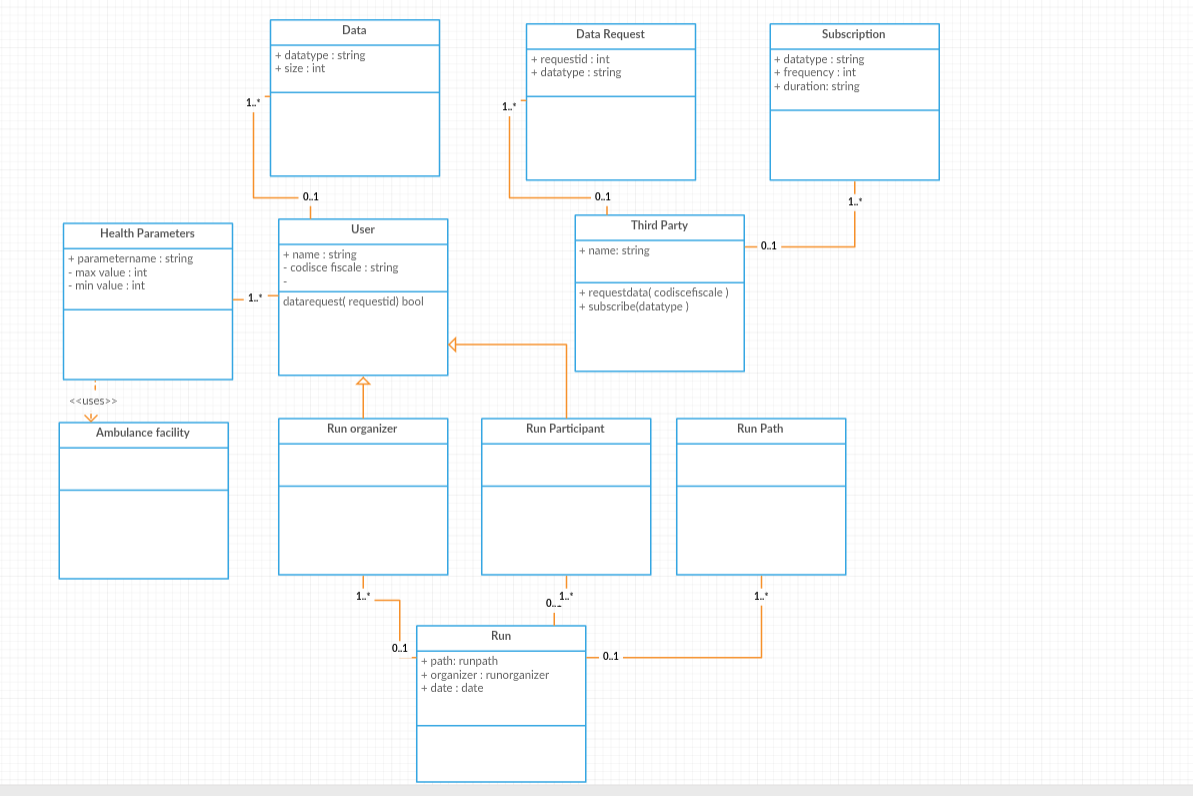 Data
+ datatype : string
+ size : int
1..*
0..1
Data Request
+ requestid : int
+ datatype : string
1..*
0..1
Subscription
+ datatype : string
+ frequency : int
+ duration: string
1..*
0..1
Health Parameters
+ parametername : string
- max value : int
- min value : int
1..*
User
+ name : string
- codisce fiscale : string
-
datarequest( requestid) bool
Third Party
+ name: string
+ requestdata( codiscefiscale )
+ subscribe(datatype )
<<uses>>
Ambulance facility
Run organizer
Run Participant
Run Path
1..*
0..1
1..*
0...
1..*
0..1
Run
+ path: runpath
+ organizer : runorganizer
+ date : date